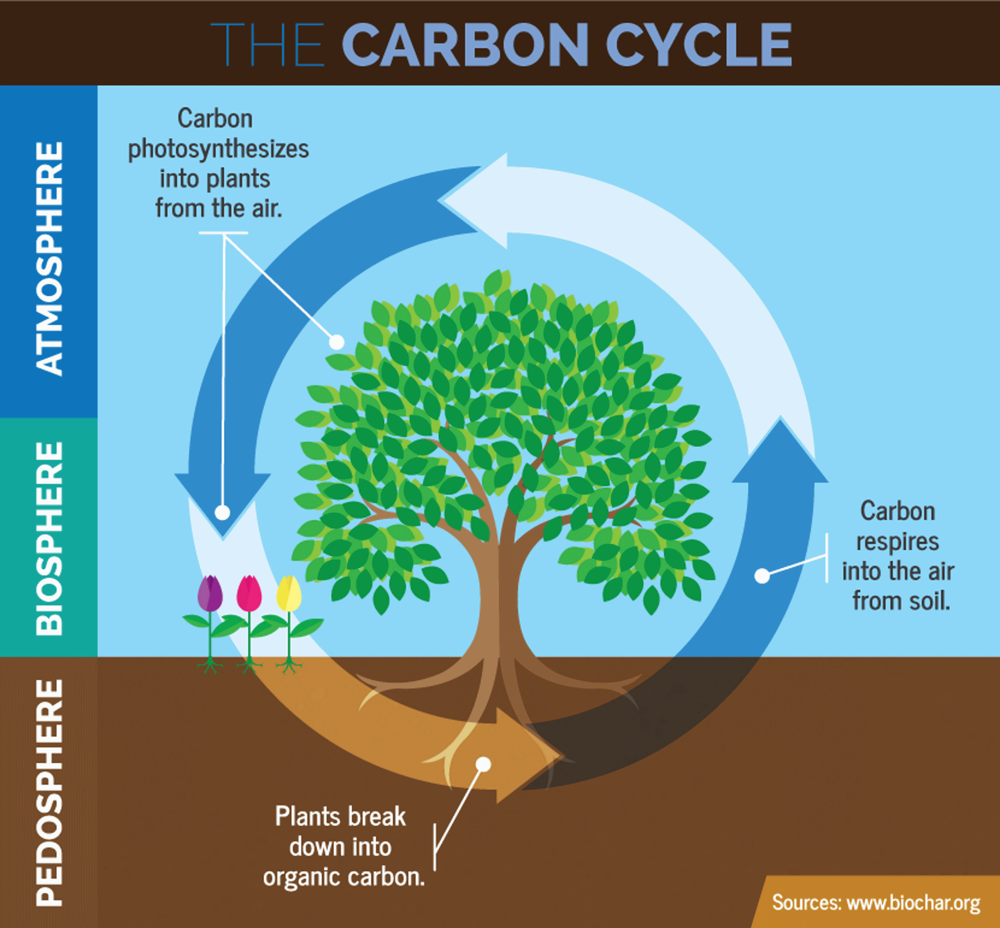 THE CARBON CYCLE
ATMOSPHERE
Carbon
photosynthesizes
into plants
from the air.
BIOSPHERE
Carbon
respires
into the air
from soil.
PEDOSPHERE
Plants break
down into
organic carbon.
Sources: www.biochar.org